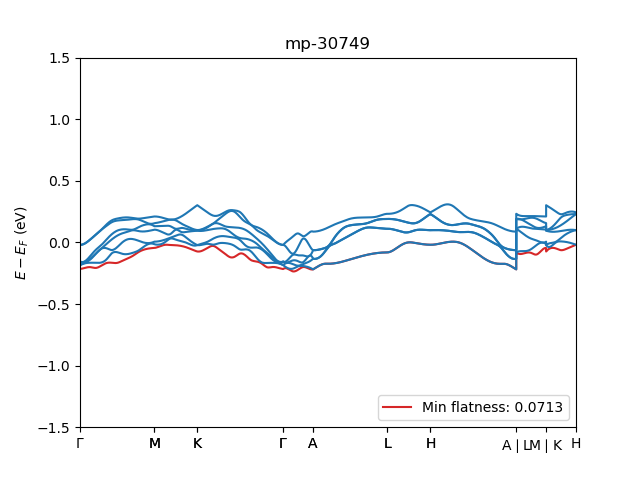 mp-30749
1.5
1.0
0.5
0.0
−0.5
−1.0
−1.5
E − E_F (eV)
Min flatness: 0.0713
Γ M K Γ A L H A | LM | K H